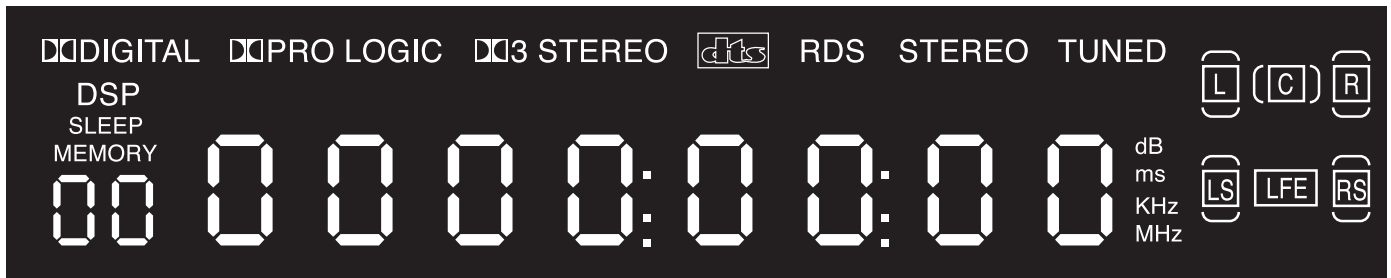 DIGITAL PRO LOGIC 3 STEREO dts RDS STEREO TUNED
DSP
SLEEP
MEMORY
00 0 0 0 0:0 0:0 0
dB
ms
KHz
MHz
L C R
LS LFE RS